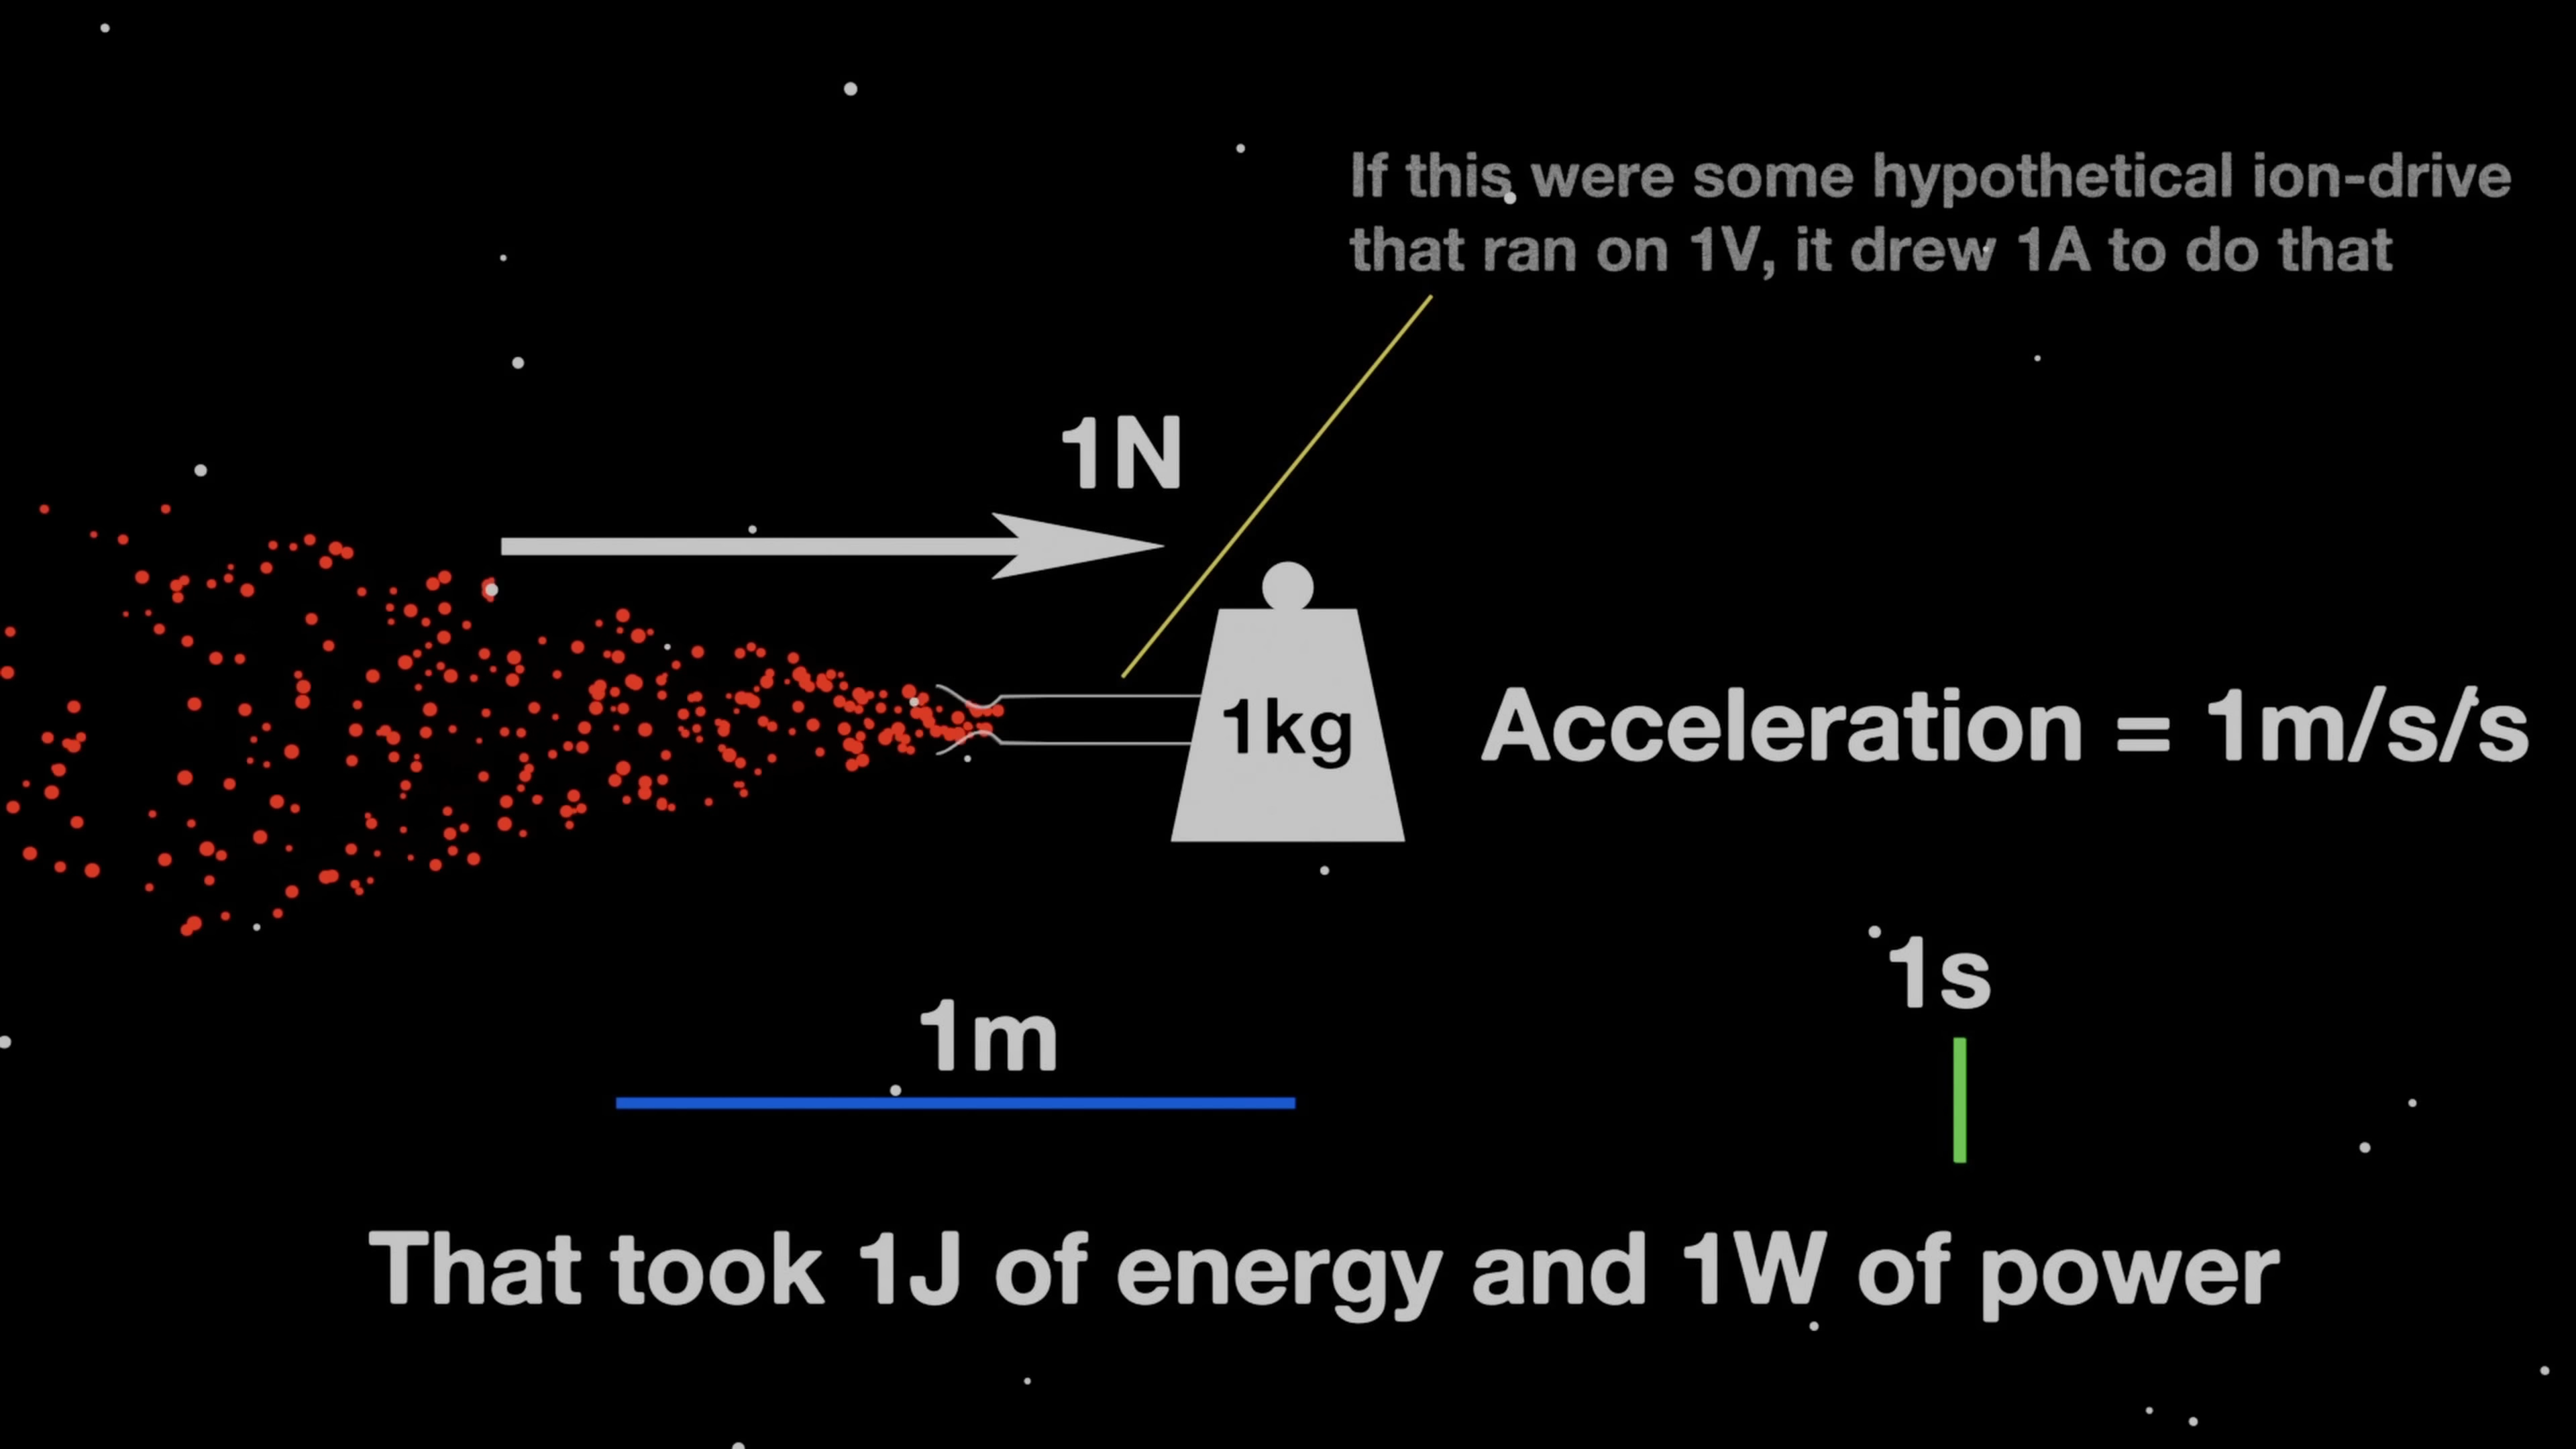 If this were some hypothetical ion-drive
that ran on 1V, it drew 1A to do that
1N
1kg
Acceleration = 1m/s/s
1s
1m
That took 1J of energy and 1W of power